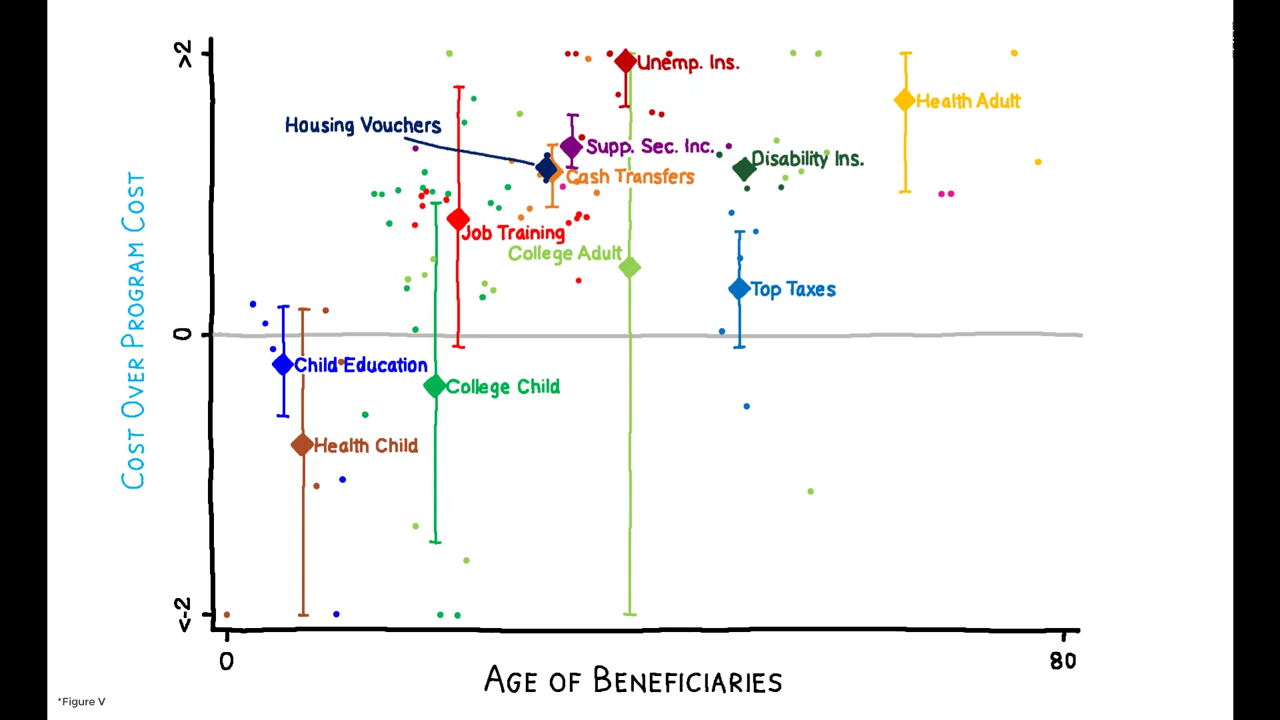 >2
Unemp. Ins.
Health Adult
Housing Vouchers
Supp. Sec. Inc.
Disability Ins.
Cash Transfers
Job Training
College Adult
Top Taxes
0
Child Education
College Child
Health Child
<-2
COST OVER PROGRAM COST
0
80
AGE OF BENEFICIARIES
*Figure V